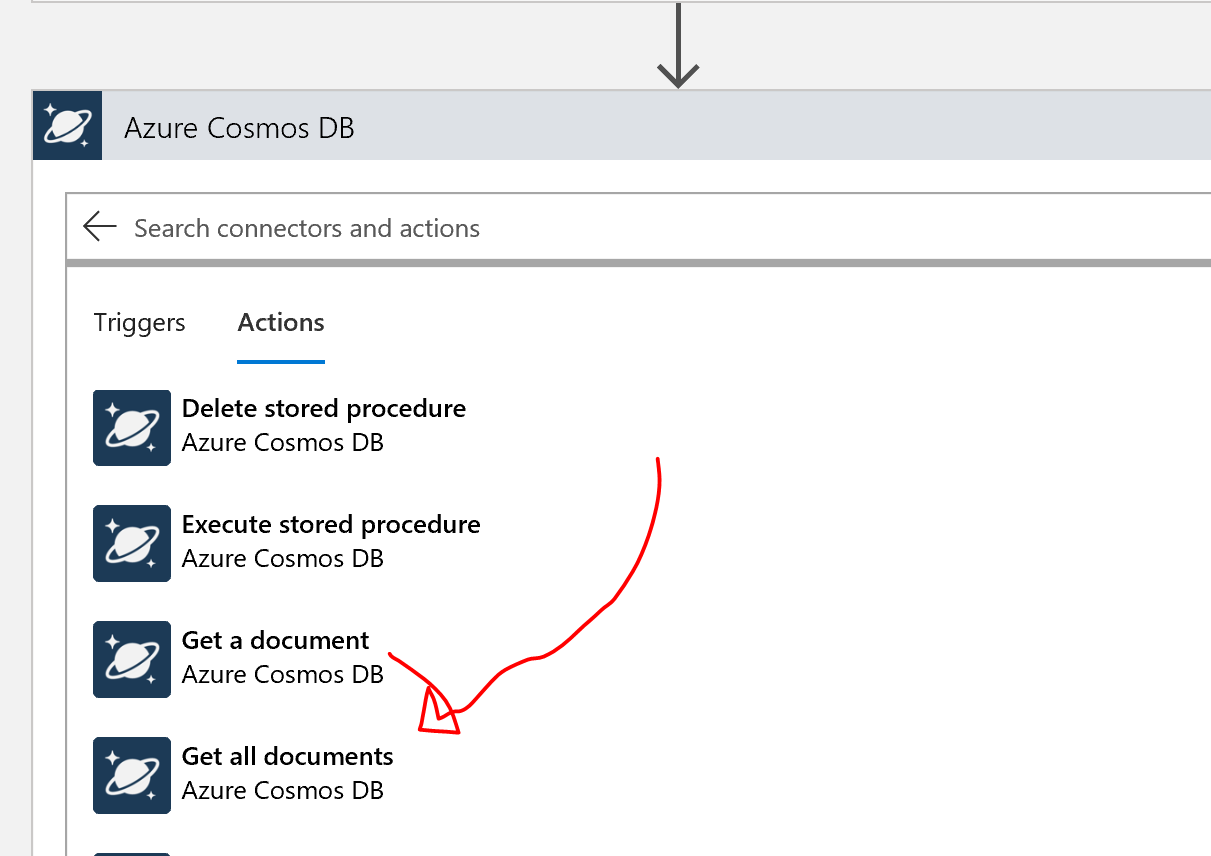 Azure Cosmos DB
Search connectors and actions
Triggers Actions
Delete stored procedure
Azure Cosmos DB
Execute stored procedure
Azure Cosmos DB
Get a document
Azure Cosmos DB
Get all documents
Azure Cosmos DB